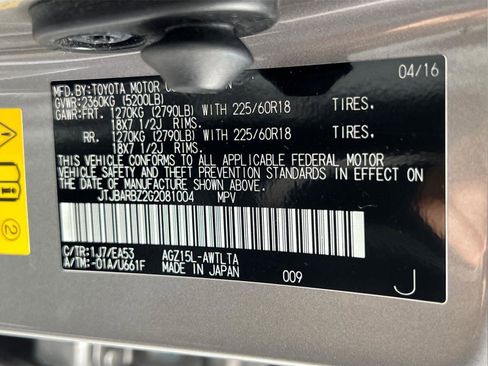 MFD.BY:TOYOTA MOTOR
04/16
GVWR:2360KG (5200LB)
GAWR:FRT. 1270KG (2790LB) WITH 225/60R18 TIRES,
18X7 1/2J RIMS.
RR. 1270KG (2790LB) WITH 225/60R18 TIRES,
18X7 1/2J RIMS.
THIS VEHICLE CONFORMS TO ALL APPLICABLE FEDERAL MOTOR
VEHICLE SAFETY AND THEFT PREVENTION STANDARDS IN EFFECT ON
THE DATE OF MANUFACTURE SHOWN ABOVE.
JTJBARBZ2G2081004 MPV
C/TR:1J7/EA53 AGZ15L-AWTLTA
A/TM:-01A/U661F MADE IN JAPAN 009 J
2